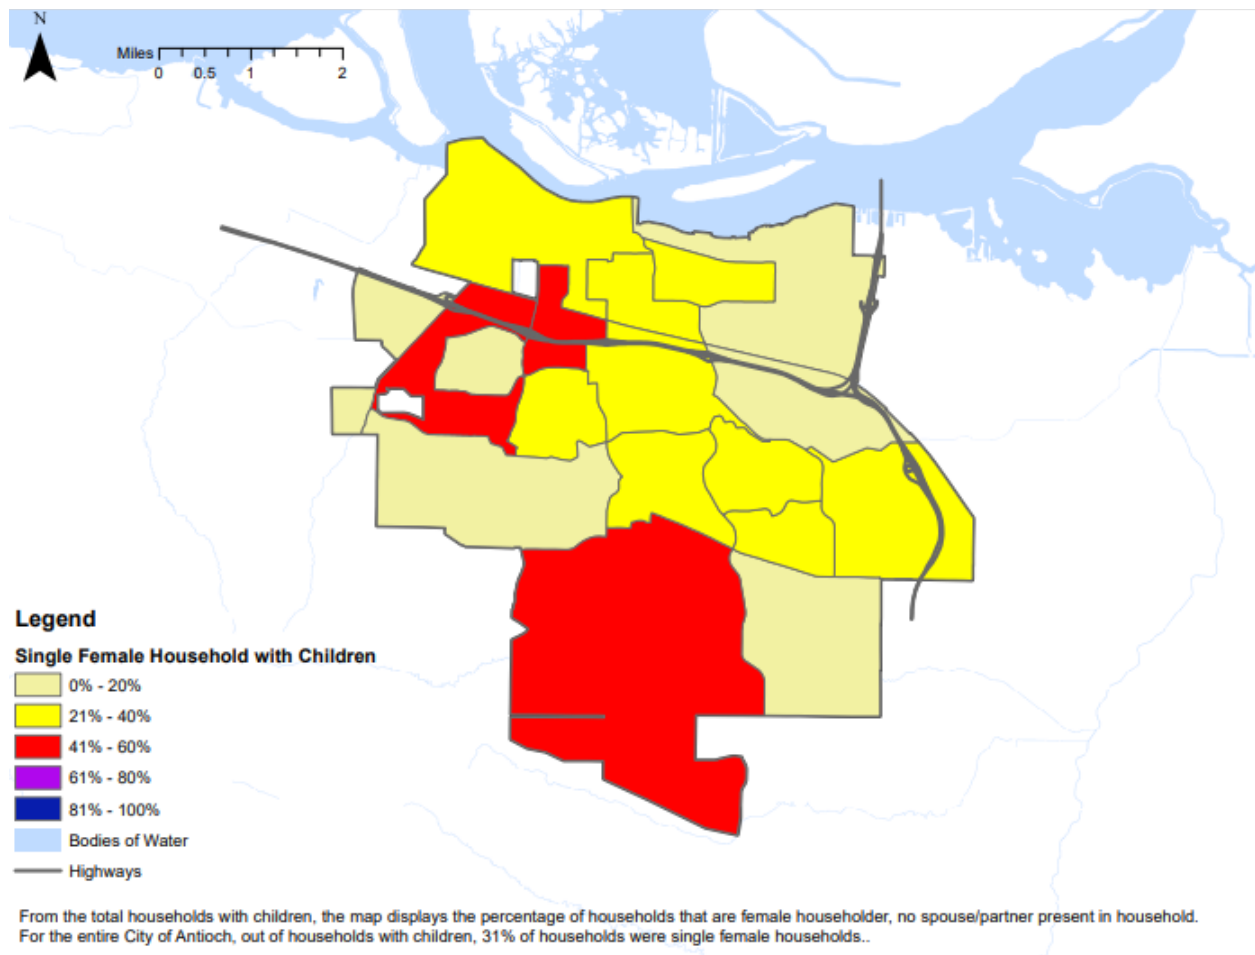 N
Miles
0 0.5 1 2
Legend
Single Female Household with Children
0% - 20%
21% - 40%
41% - 60%
61% - 80%
81% - 100%
Bodies of Water
Highways
From the total households with children, the map displays the percentage of households that are female householder, no spouse/partner present in household.
For the entire City of Antioch, out of households with children, 31% of households were single female households..